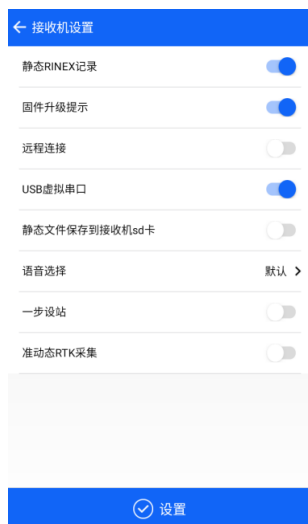 接收机设置
静态RINEX记录
固件升级提示
远程连接
USB虚拟串口
静态文件保存到接收机sd卡
语音选择 默认
一步设站
准动态RTK采集
设置